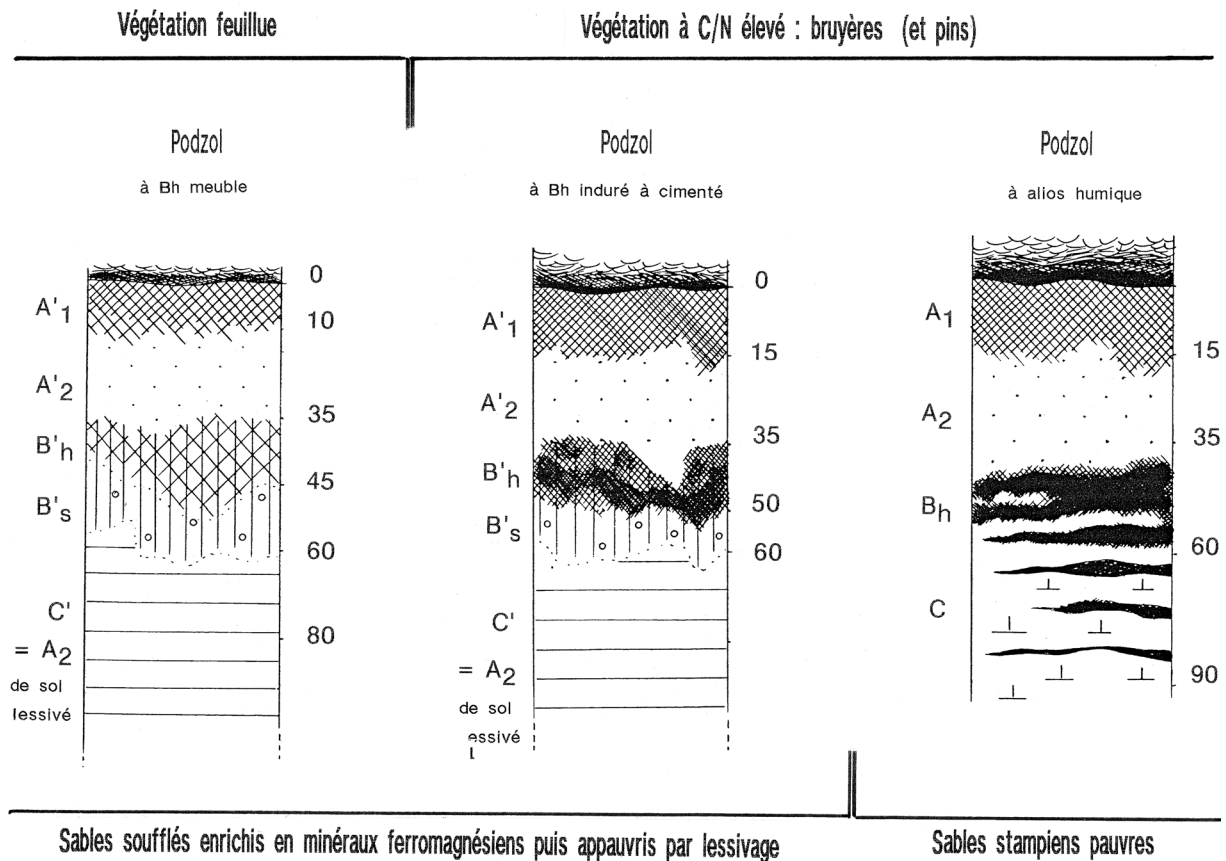 Végétation feuillue
Végétation à C/N élevé : bruyères (et pins)
Podzol
à Bh meuble
A'1
A'2
B'h
B's
C'
= A2
de sol
lessivé
0
10
35
45
60
80
Podzol
à Bh induré à cimenté
A'1
A'2
B'h
B's
C'
= A2
de sol
lessivé
0
15
35
50
60
Podzol
à alios humique
A1
A2
Bh
C
15
35
60
90
Sables soufflés enrichis en minéraux ferromagnésiens puis appauvris par lessivage
Sables stampiens pauvres